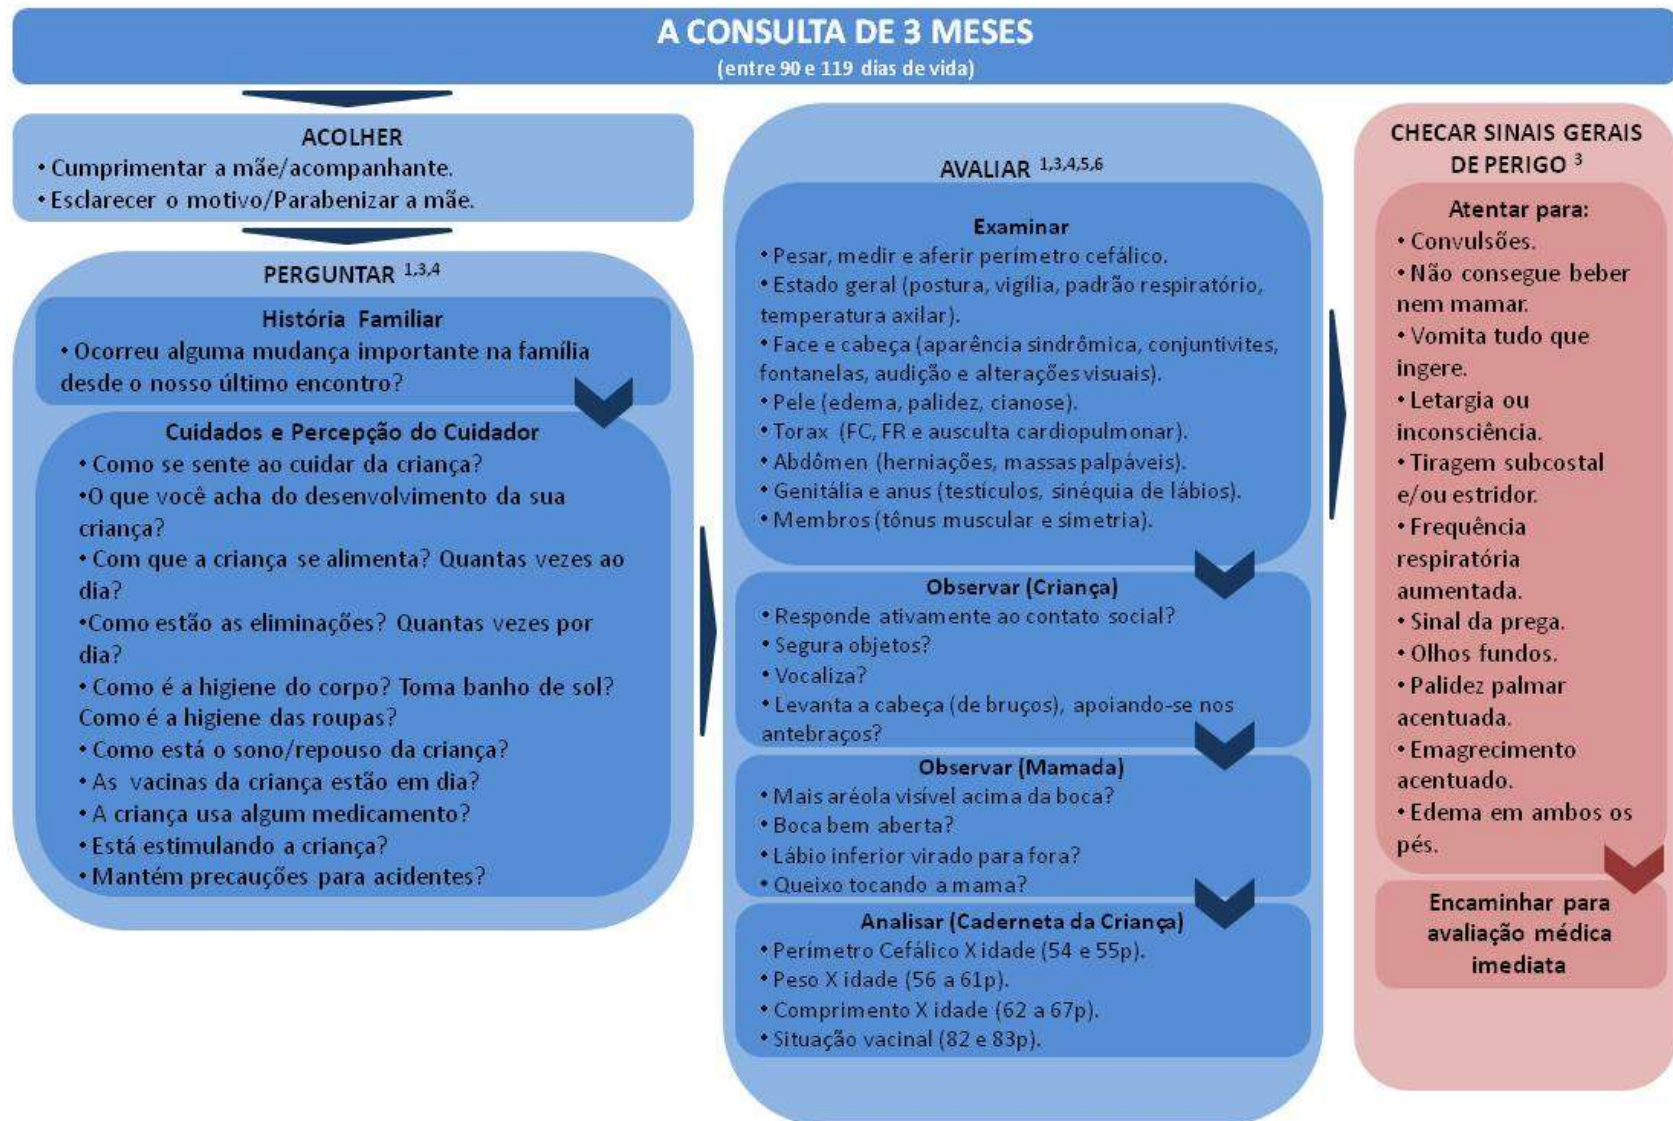 A CONSULTA DE 3 MESES
(entre 90 e 119 dias de vida)
ACOLHER
• Cumprimentar a mãe/acompanhante.
• Esclarecer o motivo/Parabenizar a mãe.
PERGUNTAR 1,3,4
História Familiar
• Ocorreu alguma mudança importante na família
desde o nosso último encontro?
Cuidados e Percepção do Cuidador
• Como se sente ao cuidar da criança?
•O que você acha do desenvolvimento da sua
criança?
• Com que a criança se alimenta? Quantas vezes ao
dia?
•Como estão as eliminações? Quantas vezes por
dia?
• Como é a higiene do corpo? Toma banho de sol?
Como é a higiene das roupas?
• Como está o sono/repouso da criança?
• As vacinas da criança estão em dia?
• A criança usa algum medicamento?
• Está estimulando a criança?
• Mantém precauções para acidentes?
AVALIAR 1,3,4,5,6
Examinar
• Pesar, medir e aferir perímetro cefálico.
• Estado geral (postura, vigília, padrão respiratório,
temperatura axilar).
• Face e cabeça (aparência sindrômica, conjuntivites,
fontanelas, audição e alterações visuais).
• Pele (edema, palidez, cianose).
• Torax (FC, FR e ausculta cardiopulmonar).
• Abdômen (herniações, massas palpáveis).
• Genitália e anus (testículos, sinéquia de lábios).
• Membros (tônus muscular e simetria).
Observar (Criança)
• Responde ativamente ao contato social?
• Segura objetos?
• Vocaliza?
• Levanta a cabeça (de bruços), apoiando-se nos
antebraços?
Observar (Mamada)
• Mais aréola visível acima da boca?
• Boca bem aberta?
• Lábio inferior virado para fora?
• Queixo tocando a mama?
Analisar (Caderneta da Criança)
• Perímetro Cefálico X idade (54 e 55p).
• Peso X idade (56 a 61p).
• Comprimento X idade (62 a 67p).
• Situação vacinal (82 e 83p).
CHECAR SINAIS GERAIS
DE PERIGO 3
Atentar para:
• Convulsões.
• Não consegue beber
nem mamar.
• Vomita tudo que
ingere.
• Letargia ou
inconsciência.
• Tiragem subcostal
e/ou estridor.
• Frequência
respiratória
aumentada.
• Sinal da prega.
• Olhos fundos.
• Palidez palmar
acentuada.
• Emagrecimento
acentuado.
• Edema em ambos os
pés.
Encaminhar para
avaliação médica
imediata